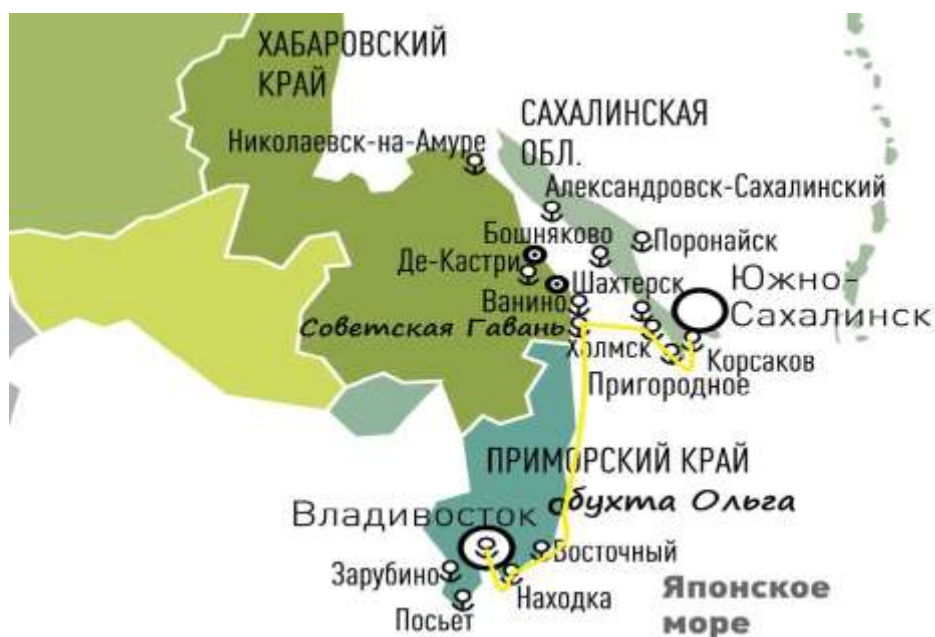 ХАБАРОВСКИЙ
КРАЙ
САХАЛИНСКАЯ
ОБЛ.
Николаевск-на-Амуре
Александровск-Сахалинский
Бошняково
Поронайск
Де-Кастри
Шахтерск
Южно-
Сахалинск
Ванино
Советская Гавань
Холмск
Корсаков
Пригородное
ПРИМОРСКИЙ КРАЙ
бухта Ольга
Владивосток
Восточный
Зарубино
Находка
Посьет
Японское
море